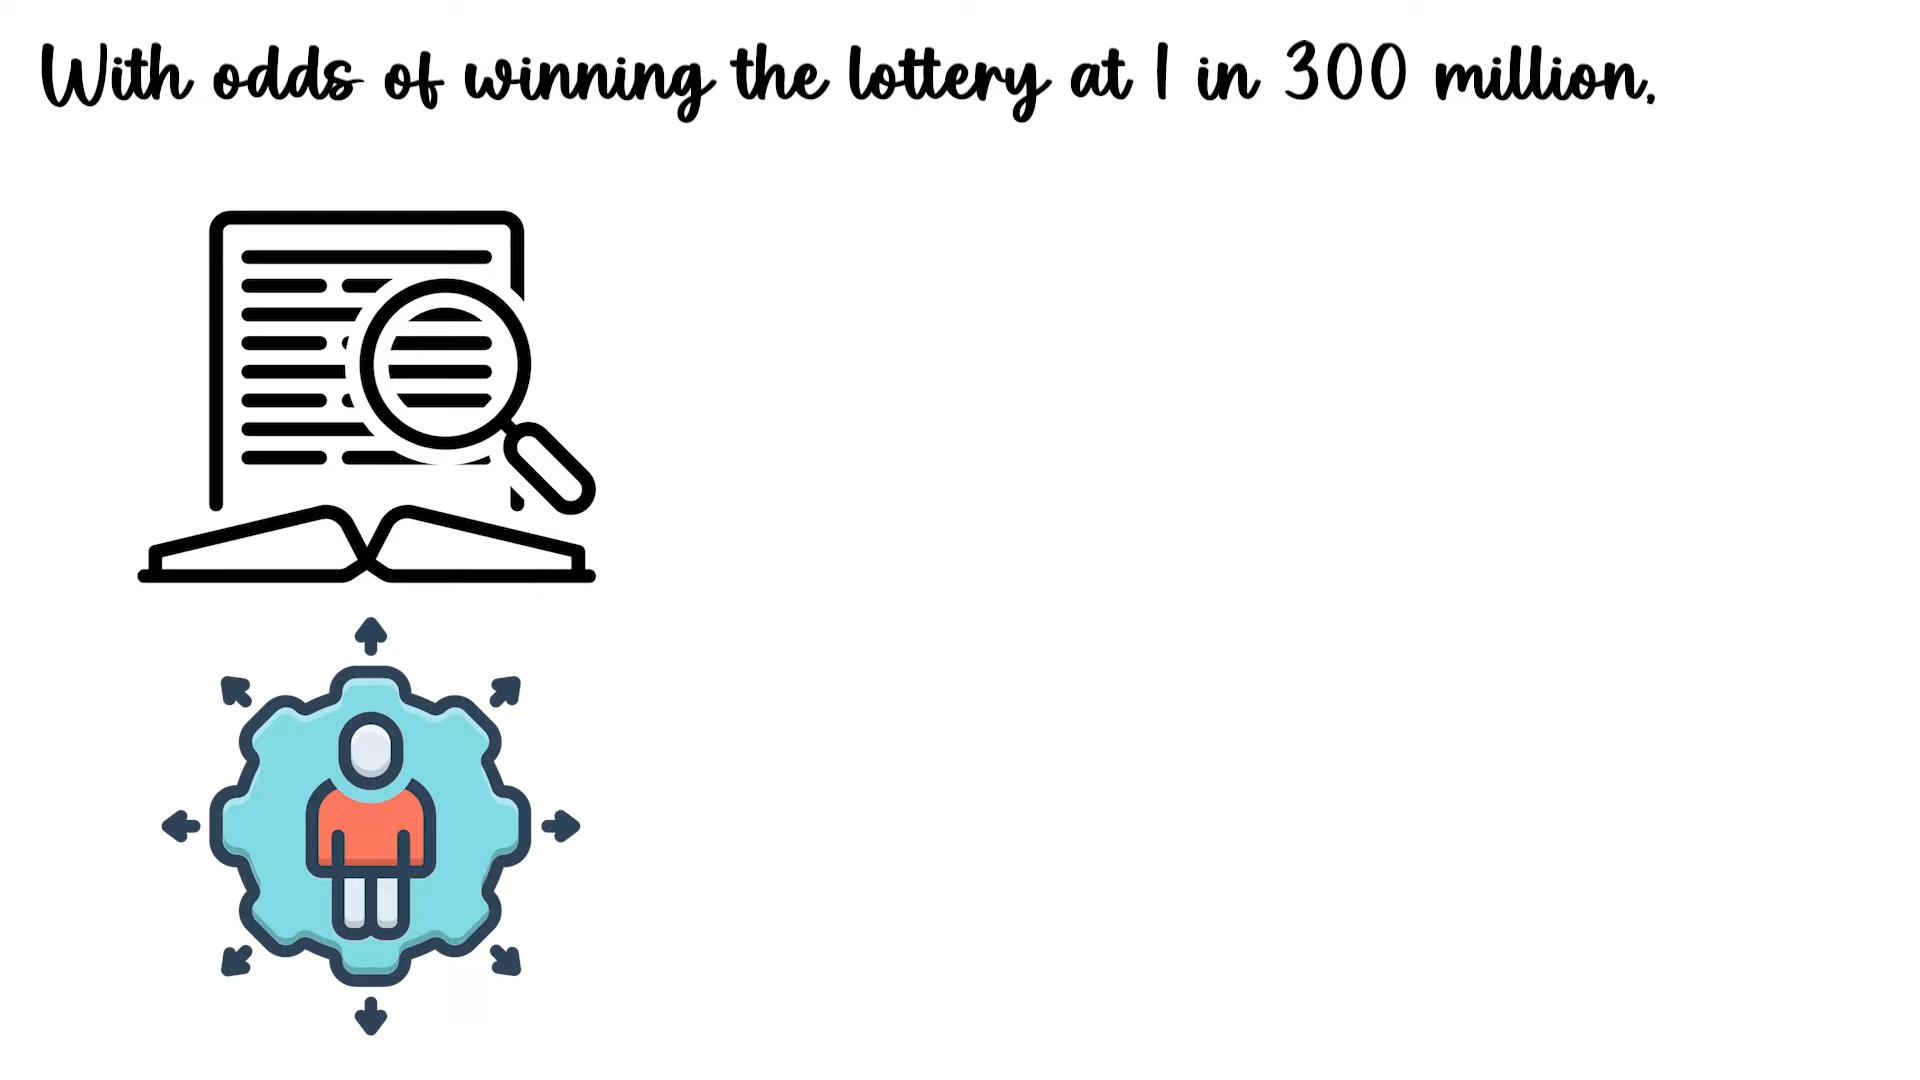 With odds of winning the lottery at 1 in 300 million,